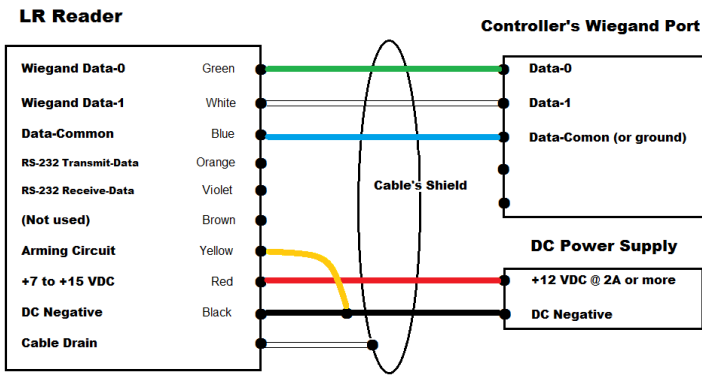 LR Reader
Controller's Wiegand Port
Wiegand Data-0 Green
Data-0
Wiegand Data-1 White
Data-1
Data-Common Blue
Data-Comon (or ground)
RS-232 Transmit-Data Orange
RS-232 Receive-Data Violet
Cable's Shield
(Not used) Brown
Arming Circuit Yellow
DC Power Supply
+7 to +15 VDC Red
+12 VDC @ 2A or more
DC Negative Black
DC Negative
Cable Drain